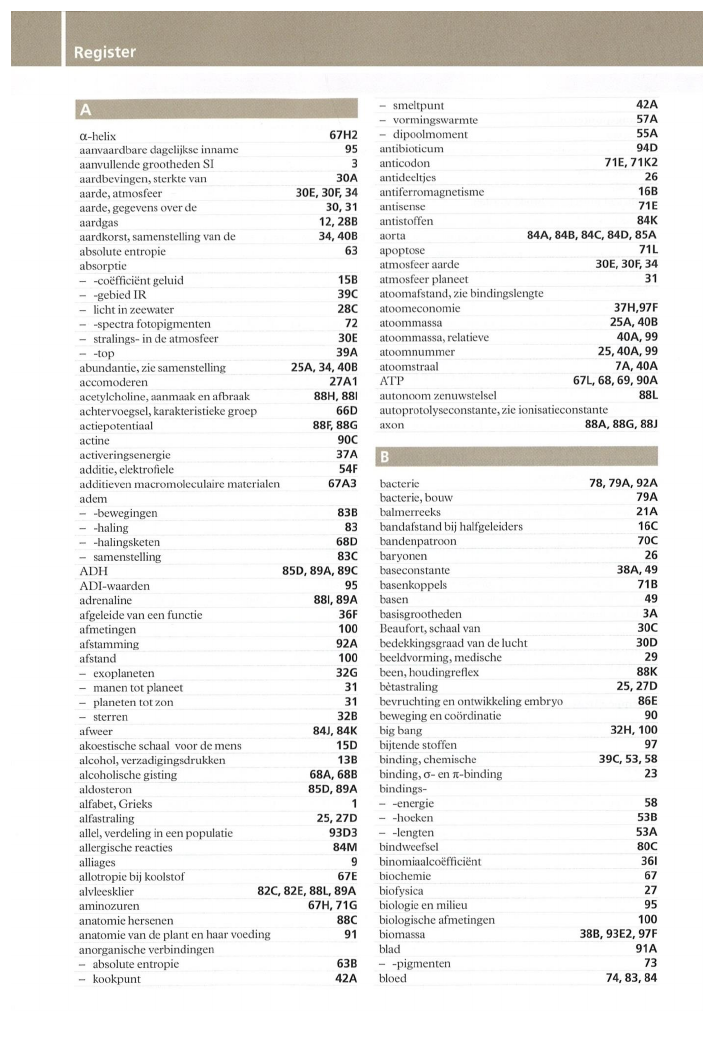 Register
A
α-helix 67H2
aanvaardbare dagelijkse inname 95
aanvullende grootheden SI 3
aardbevingen, sterkte van 30A
aarde, atmosfeer 30E, 30F, 34
aarde, gegevens over de 30, 31
aardgas 12, 28B
aardkorst, samenstelling van de 34, 40B
absolute entropie 63
absorptie
– -coëfficiënt geluid 15B
– -gebied IR 39C
– licht in zeewater 28C
– -spectra fotopigmenten 72
– stralings- in de atmosfeer 30E
– -top 39A
abundantie, zie samenstelling 25A, 34, 40B
accomoderen 27A1
acetylcholine, aanmaak en afbraak 88H, 88I
achtervoegsel, karakteristieke groep 66D
actiepotentiaal 88F, 88G
actine 90C
activeringsenergie 37A
additie, elektrofiele 54F
additieven macromoleculaire materialen 67A3
adem
– -bewegingen 83B
– -haling 83
– -halingsketen 68D
– samenstelling 83C
ADH 85D, 89A, 89C
ADI-waarden 95
adrenaline 88I, 89A
afgeleide van een functie 36F
afmetingen 100
afstamming 92A
afstand 100
– exoplaneten 32G
– manen tot planeet 31
– planeten tot zon 31
– sterren 32B
afweer 84J, 84K
akoestische schaal voor de mens 15D
alcohol, verzadigingsdrukken 13B
alcoholische gisting 68A, 68B
aldosteron 85D, 89A
alfabet, Grieks 1
alfastraling 25, 27D
allel, verdeling in een populatie 93D3
allergische reacties 84M
alliages 9
allotropie bij koolstof 67E
alvleesklier 82C, 82E, 88L, 89A
aminozuren 67H, 71G
anatomie hersenen 88C
anatomie van de plant en haar voeding 91
anorganische verbindingen
– absolute entropie 63B
– kookpunt 42A
– smeltpunt 42A
– vormingswarmte 57A
– dipoolmoment 55A
antibioticum 94D
anticodon 71E, 71K2
antideeltjes 26
antiferromagnetisme 16B
antisense 71E
antistoffen 84K
aorta 84A, 84B, 84C, 84D, 85A
apoptose 71L
atmosfeer aarde 30E, 30F, 34
atmosfeer planeet 31
atoomafstand, zie bindingslengte
atoomeconomie 37H,97F
atoommassa 25A, 40B
atoommassa, relatieve 40A, 99
atoomnummer 25, 40A, 99
atoomstraal 7A, 40A
ATP 67L, 68, 69, 90A
autonoom zenuwstelsel 88L
autoprotolyseconstante, zie ionisatieconstante
axon 88A, 88G, 88J
B
bacterie 78, 79A, 92A
bacterie, bouw 79A
balmerreeks 21A
bandafstand bij halfgeleiders 16C
bandenpatroon 70C
baryonen 26
baseconstante 38A, 49
basenkoppels 71B
basen 49
basisgrootheden 3A
Beaufort, schaal van 30C
bedekkingsgraad van de lucht 30D
beeldvorming, medische 29
been, houdingreflex 88K
bètastraling 25, 27D
bevruchting en ontwikkeling embryo 86E
beweging en coördinatie 90
big bang 32H, 100
bijtende stoffen 97
binding, chemische 39C, 53, 58
binding, σ- en π-binding 23
bindings-
– -energie 58
– -hoeken 53B
– -lengten 53A
bindweefsel 80C
binomiaalcoëfficiënt 36I
biochemie 67
biofysica 27
biologie en milieu 95
biologische afmetingen 100
biomassa 38B, 93E2, 97F
blad 91A
– -pigmenten 73
bloed 74, 83, 84